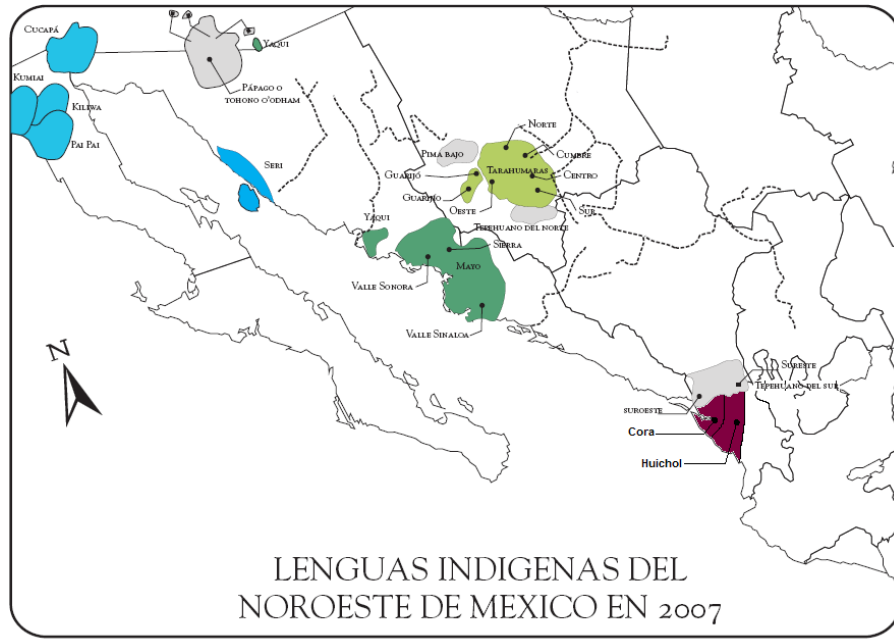 CUCAPÁ
YAQUI
KUMIAI
PÁPAGO O
TOHONO O'ODHAM
KILIWA
PAI PAI
NORTE
PIMA BAJO
CUMBRE
SERI
GUARIJÓ
TARAHUMARAS
CENTRO
GUARIJÍO
OESTE
SUR
YAQUI
TEPEHUANO DEL NORTE
SIERRA
MAYO
VALLE SONORA
VALLE SINALOA
N
SURESTE
TEPEHUANO DEL SUR
SUROESTE
Cora
Huichol
LENGUAS INDIGENAS DEL
NOROESTE DE MEXICO EN 2007